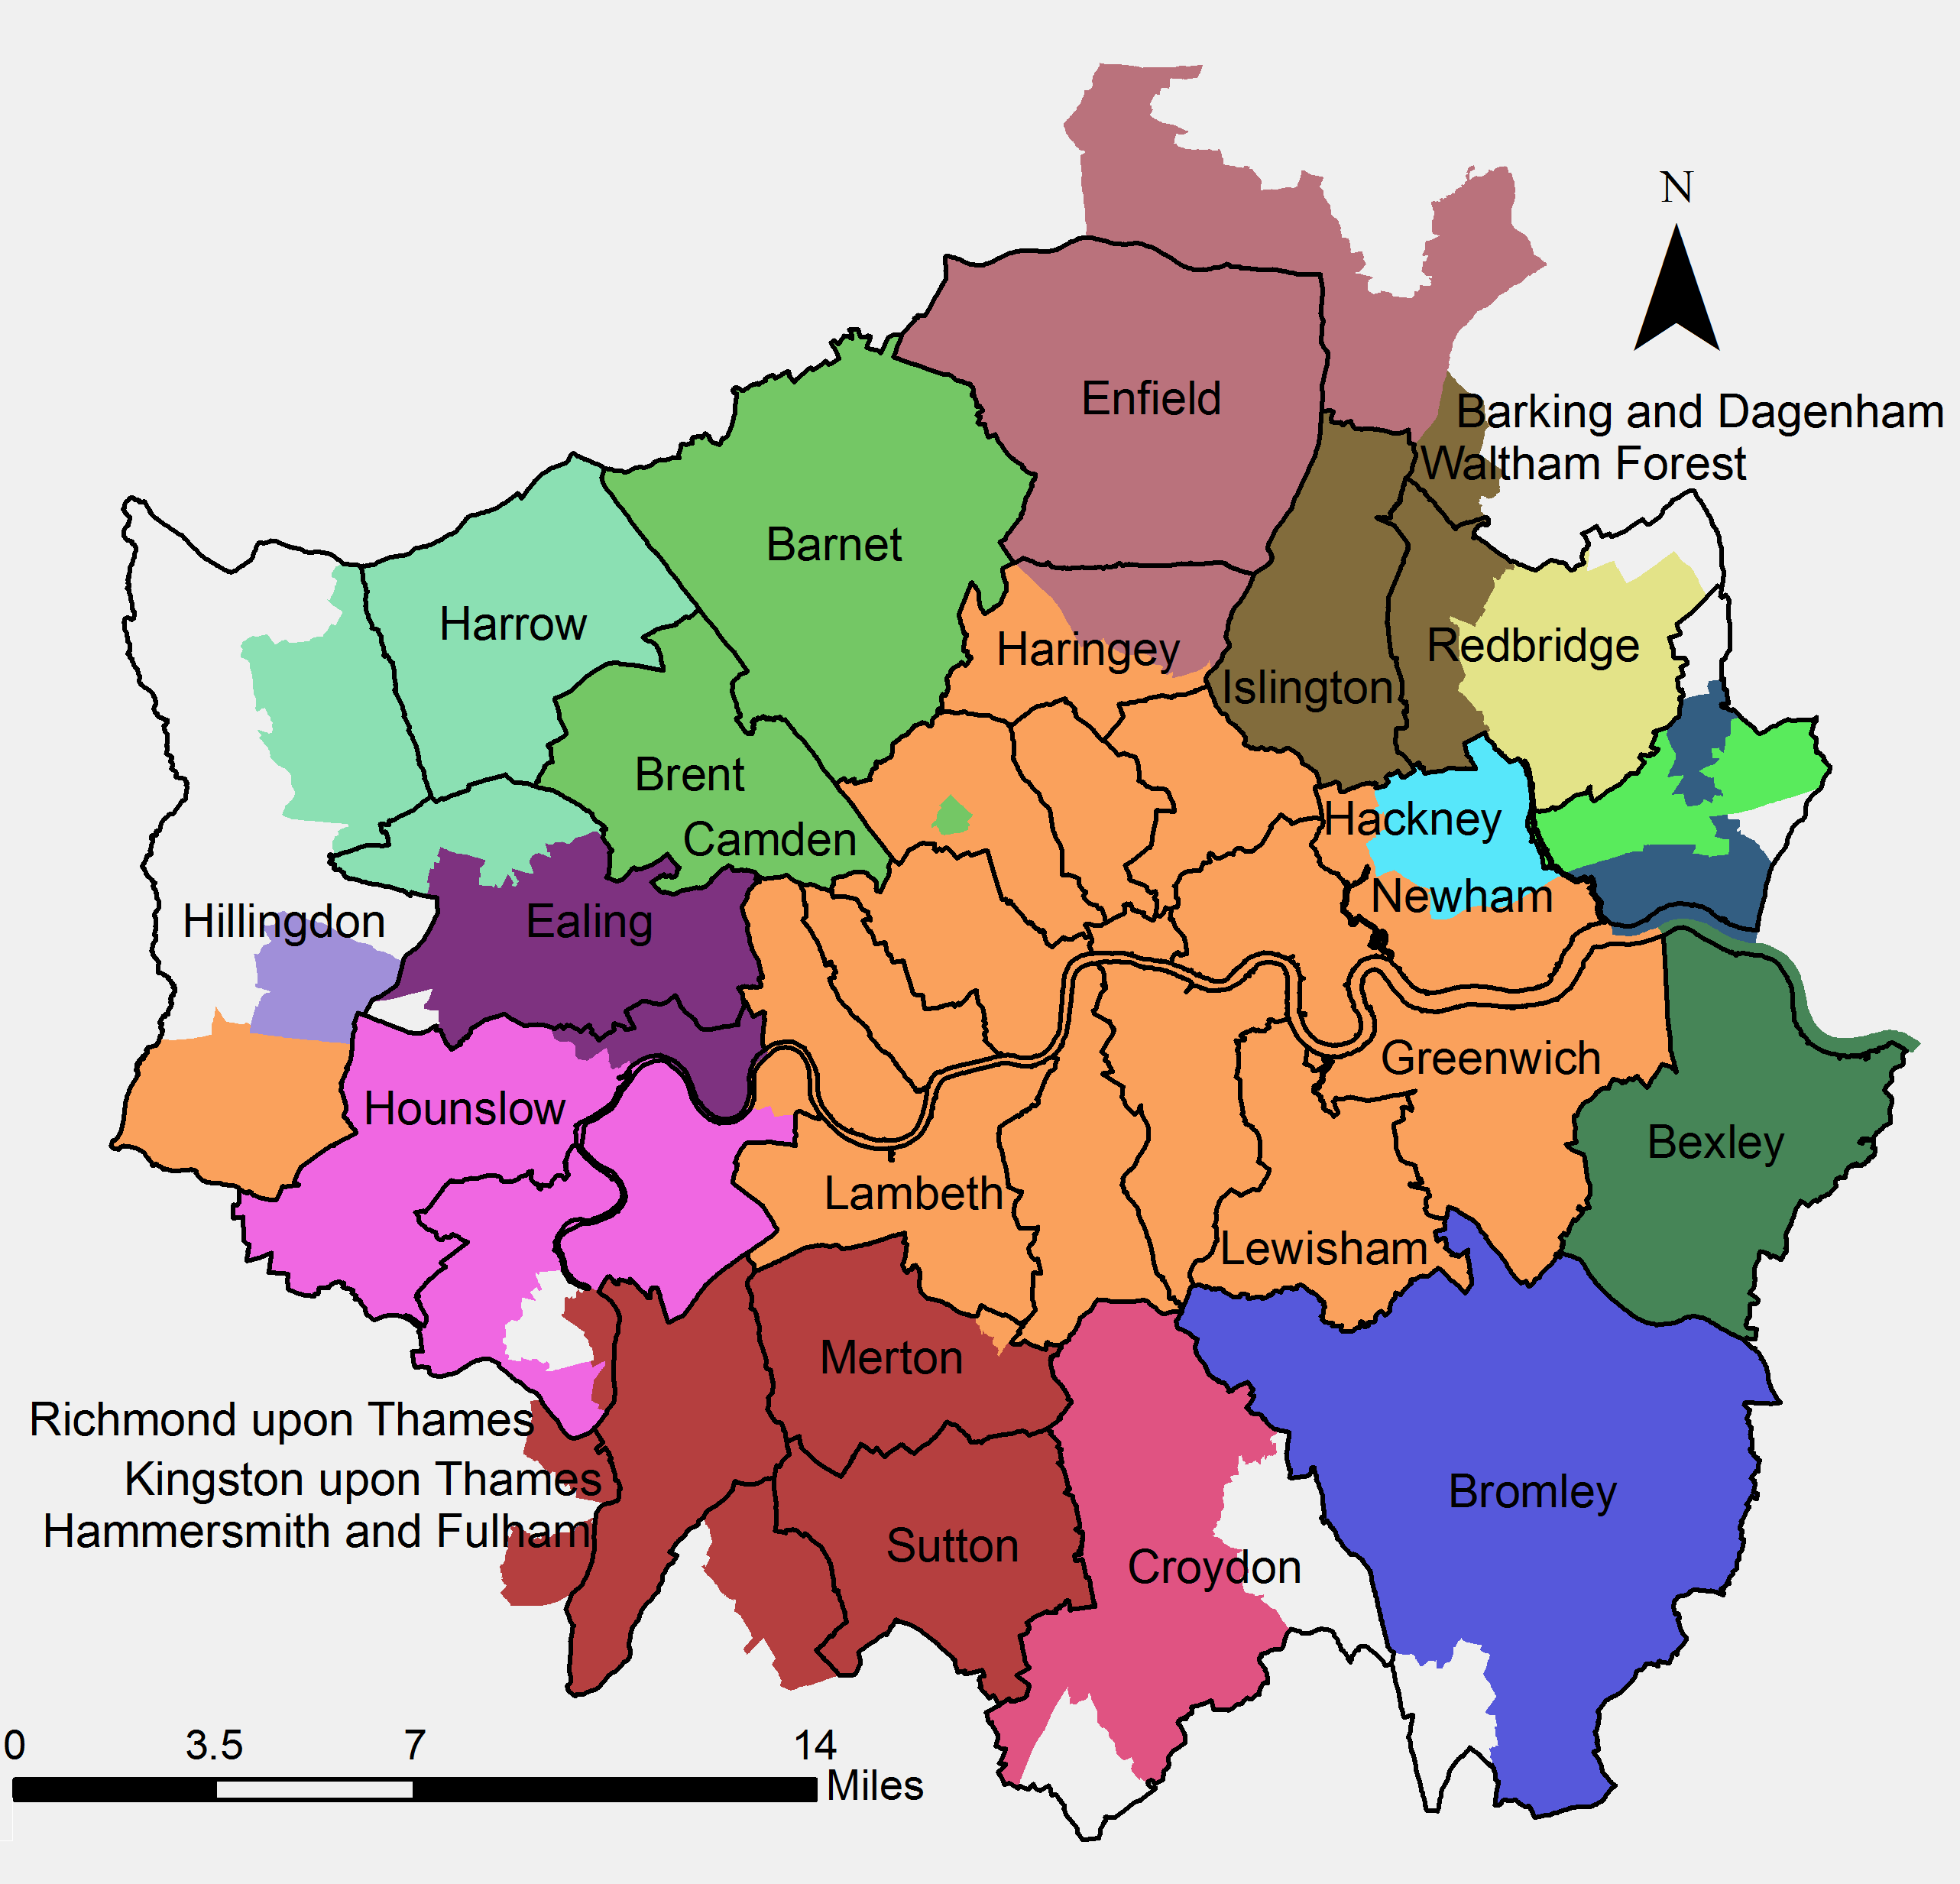 N
Enfield
Barking and Dagenham
Waltham Forest
Barnet
Harrow
Haringey
Redbridge
Islington
Brent
Camden
Hackney
Newham
Hillingdon
Ealing
Greenwich
Hounslow
Bexley
Lambeth
Lewisham
Merton
Richmond upon Thames
Kingston upon Thames
Bromley
Hammersmith and Fulham
Sutton
Croydon
0 3.5 7 14
Miles